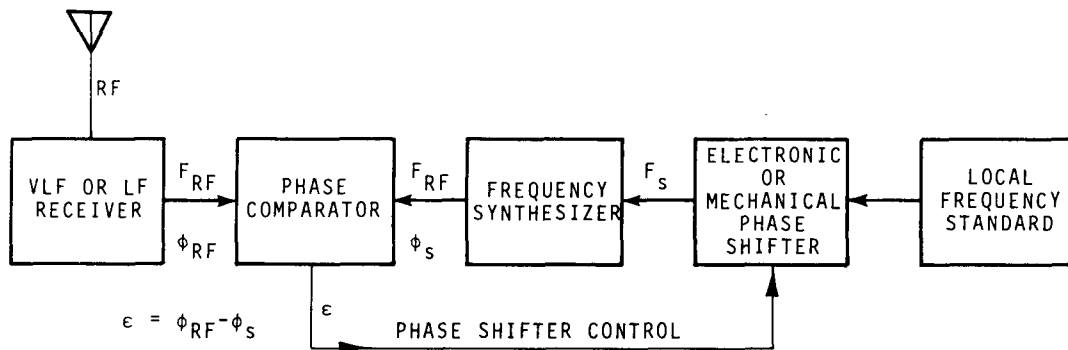 RF
VLF OR LF
RECEIVER
F_RF
ϕ_RF
PHASE
COMPARATOR
F_RF
ϕ_s
FREQUENCY
SYNTHESIZER
F_s
ELECTRONIC
OR
MECHANICAL
PHASE
SHIFTER
LOCAL
FREQUENCY
STANDARD
ε
ε = ϕ_RF-ϕ_s
PHASE SHIFTER CONTROL